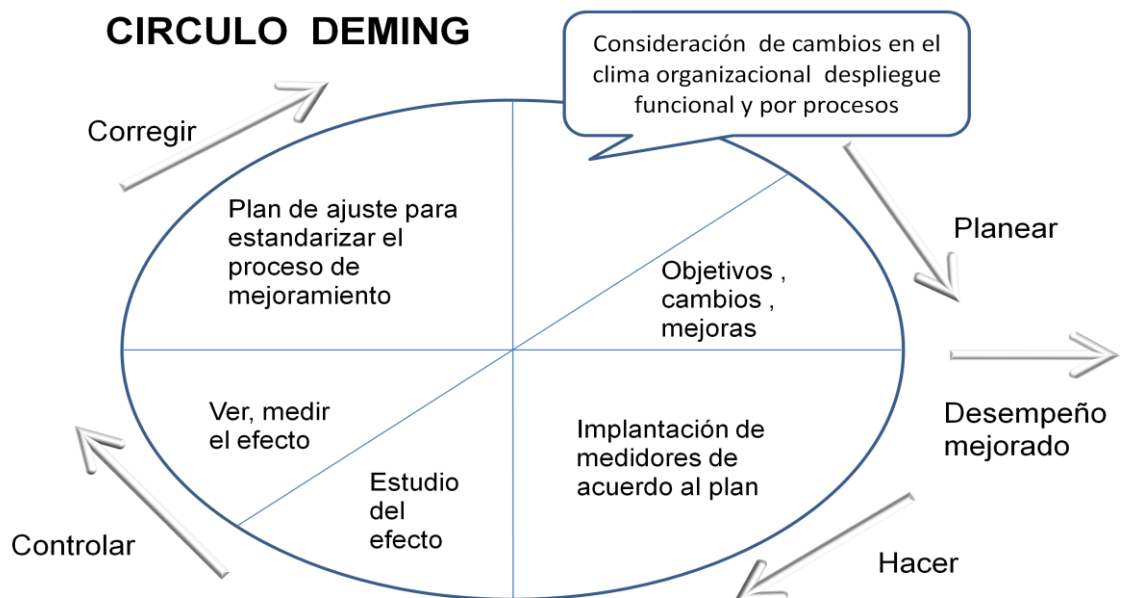 CIRCULO DEMING
Consideración de cambios en el
clima organizacional despliegue
funcional y por procesos
Corregir
Plan de ajuste para
estandarizar el
proceso de
mejoramiento
Planear
Objetivos ,
cambios ,
mejoras
Desempeño
mejorado
Ver, medir
el efecto
Implantación de
medidores de
acuerdo al plan
Estudio
del
efecto
Controlar
Hacer